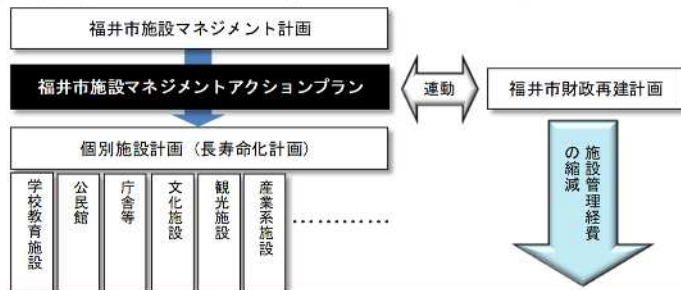 福井市施設マネジメント計画
福井市施設マネジメントアクションプラン
連動
福井市財政再建計画
個別施設計画（長寿命化計画）
学校教育施設
公民館
庁舎等
文化施設
観光施設
産業系施設
…………
施設管理経費
の縮減